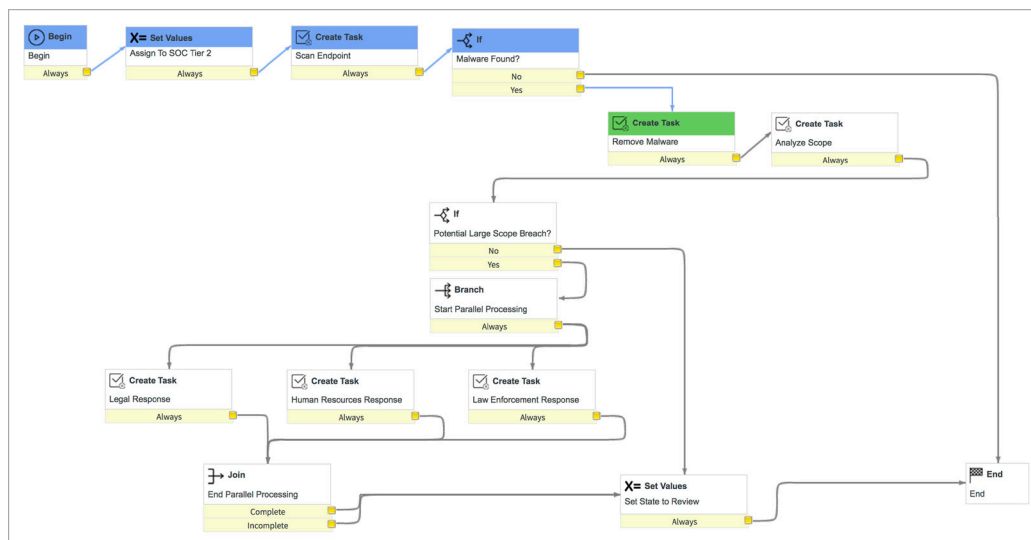 Begin
Begin
Always
X= Set Values
Assign To SOC Tier 2
Always
Create Task
Scan Endpoint
Always
If
Malware Found?
No
Yes
Create Task
Remove Malware
Always
Create Task
Analyze Scope
Always
If
Potential Large Scope Breach?
No
Yes
Branch
Start Parallel Processing
Always
Create Task
Legal Response
Always
Create Task
Human Resources Response
Always
Create Task
Law Enforcement Response
Always
Join
End Parallel Processing
Complete
Incomplete
X= Set Values
Set State to Review
Always
End
End